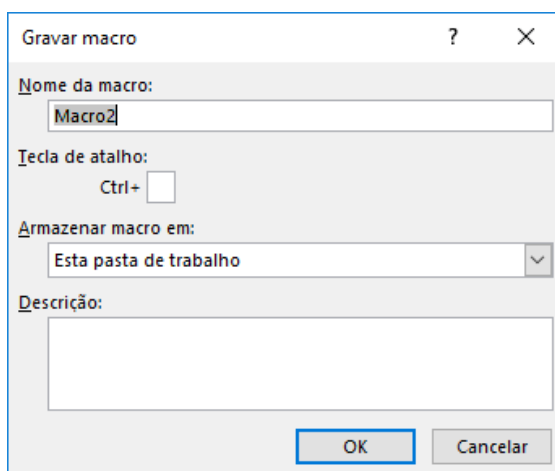 Gravar macro ?
Nome da macro:
Macro2
Tecla de atalho:
Ctrl+
Armazenar macro em:
Esta pasta de trabalho
Descrição:
OK Cancelar